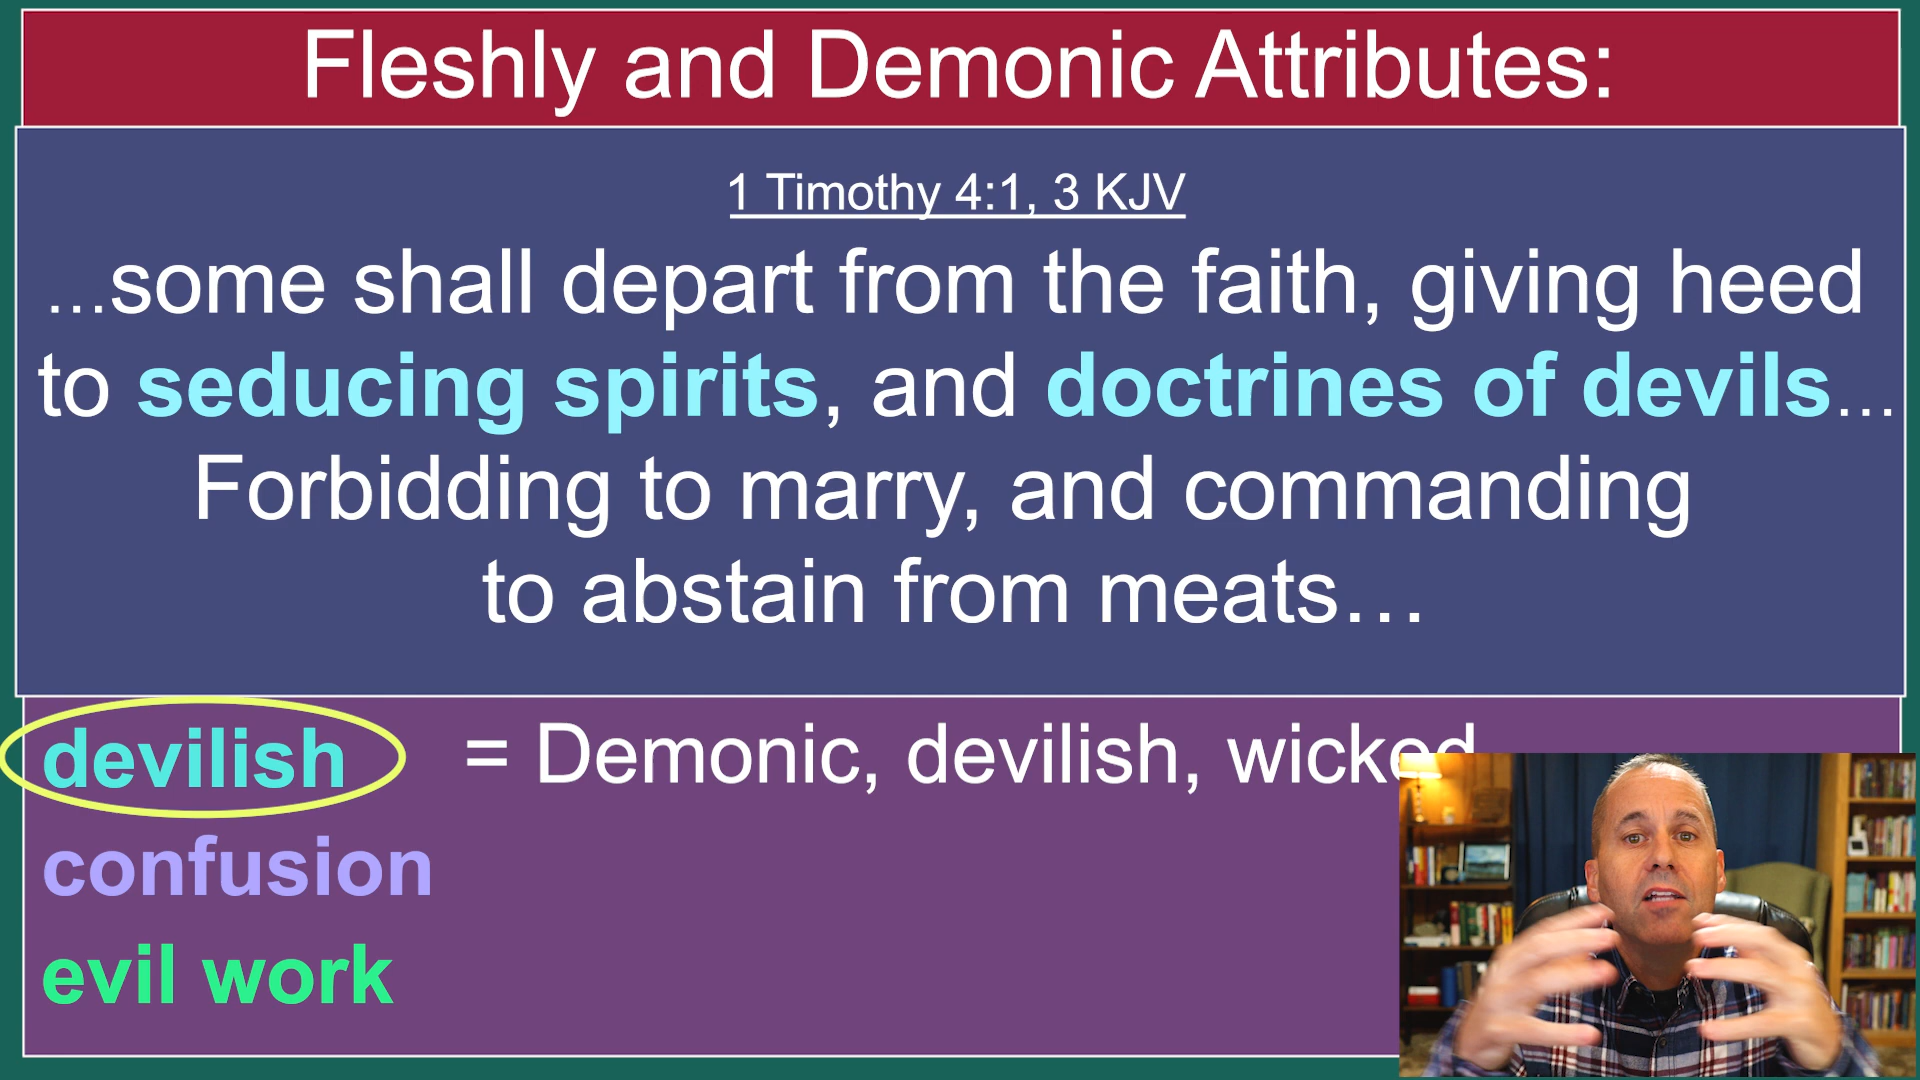 Fleshly and Demonic Attributes:
1 Timothy 4:1, 3 KJV
...some shall depart from the faith, giving heed
to seducing spirits, and doctrines of devils...
Forbidding to marry, and commanding
to abstain from meats...
devilish = Demonic, devilish, wicked
confusion
evil work